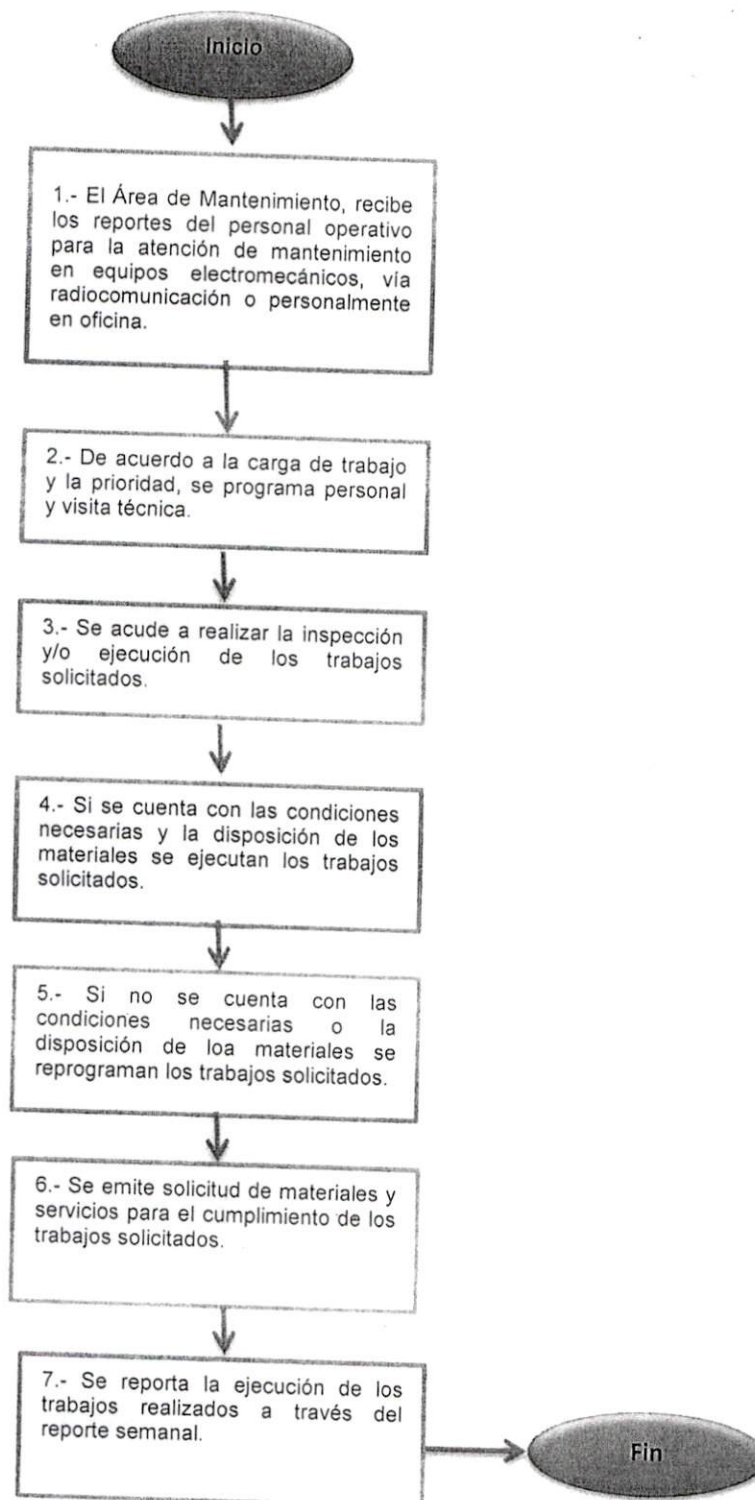 Inicio
1.- El Área de Mantenimiento, recibe
los reportes del personal operativo
para la atención de mantenimiento
en equipos electromecánicos, vía
radiocomunicación o personalmente
en oficina.
2.- De acuerdo a la carga de trabajo
y la prioridad, se programa personal
y visita técnica.
3.- Se acude a realizar la inspección
y/o ejecución de los trabajos
solicitados.
4.- Si se cuenta con las condiciones
necesarias y la disposición de los
materiales se ejecutan los trabajos
solicitados.
5.- Si no se cuenta con las
condiciones necesarias o la
disposición de loa materiales se
reprograman los trabajos solicitados.
6.- Se emite solicitud de materiales y
servicios para el cumplimiento de los
trabajos solicitados.
7.- Se reporta la ejecución de los
trabajos realizados a través del
reporte semanal.
Fin